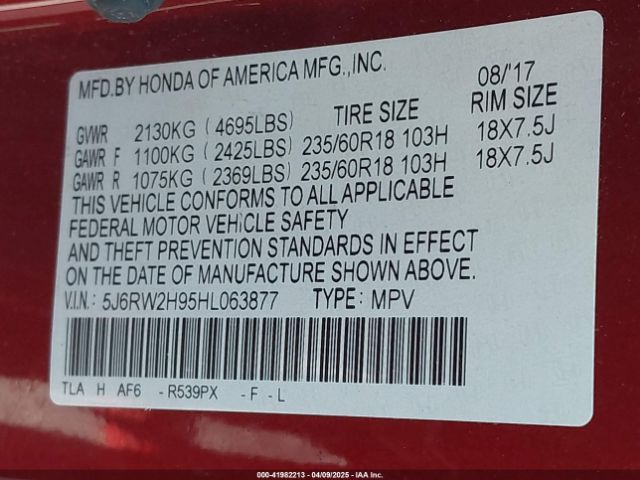 MFD.BY HONDA OF AMERICA MFG.,INC. 08/'17
TIRE SIZE RIM SIZE
GVWR 2130KG (4695LBS)
GAWR F 1100KG (2425LBS) 235/60R18 103H 18X7.5J
GAWR R 1075KG (2369LBS) 235/60R18 103H 18X7.5J
THIS VEHICLE CONFORMS TO ALL APPLICABLE
FEDERAL MOTOR VEHICLE SAFETY
AND THEFT PREVENTION STANDARDS IN EFFECT
ON THE DATE OF MANUFACTURE SHOWN ABOVE.
V.I.N.: 5J6RW2H95HL063877 TYPE: MPV
TLA H AF6 - R539PX - F - L
000-41982213 - 04/09/2025 - IAA Inc.